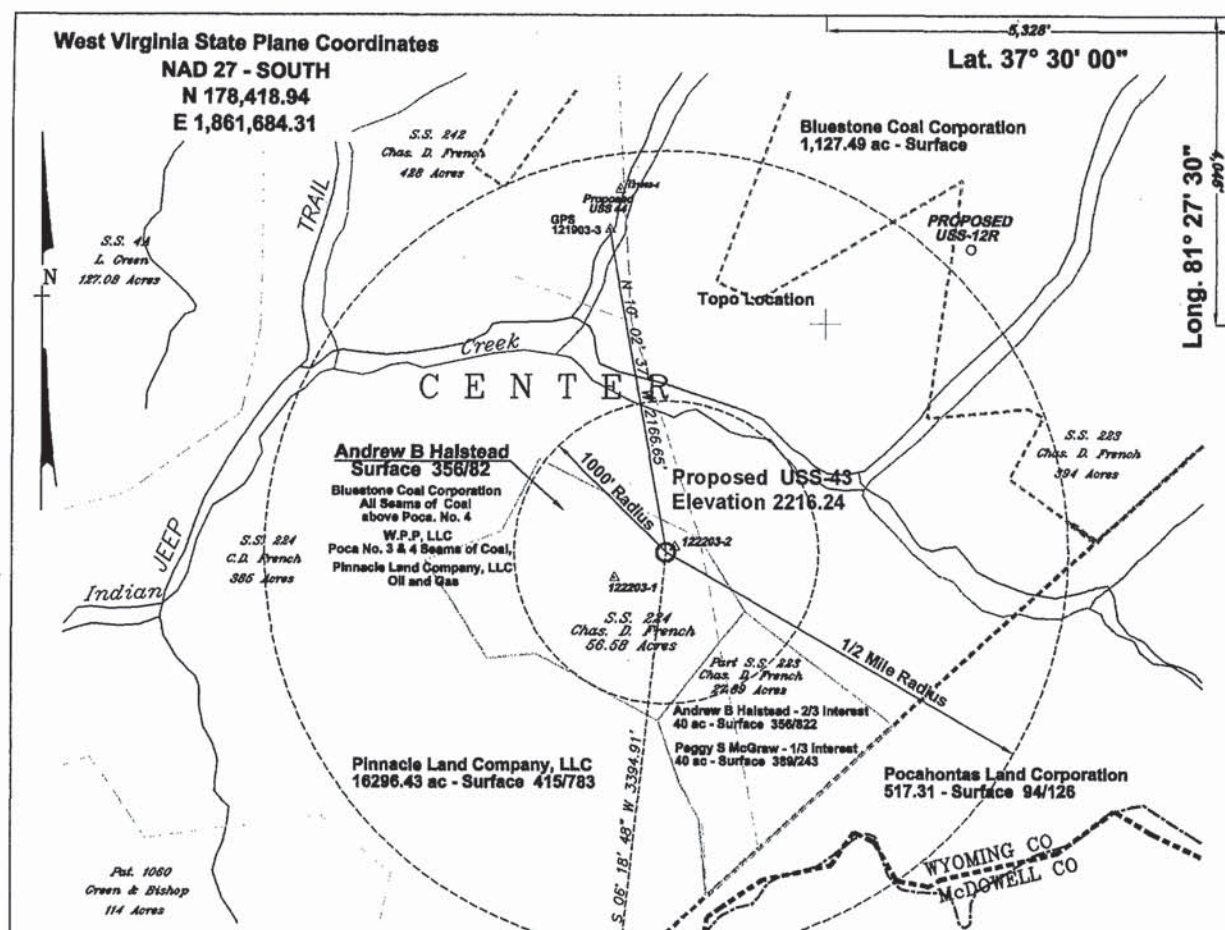 West Virginia State Plane Coordinates
NAD 27 - SOUTH
N 178,418.94
E 1,861,684.31
5,328'
Lat. 37° 30' 00"
4,046'
Long. 81° 27' 30"
S.S. 242
Chas. D. French
428 Acres
Bluestone Coal Corporation
1,127.49 ac - Surface
TRAIL
Proposed
USS 44
GPS
121903-3
PROPOSED
USS-12R
S.S. 44
L. Green
127.08 Acres
N
Topo Location
N 10° 02' 37" W 2166.65'
Creek
CENTER
Andrew B Halstead
Surface 356/82
Bluestone Coal Corporation
All Seams of Coal
above Poca. No. 4
W.P.P, LLC
Poca No. 3 & 4 Seams of Coal,
Pinnacle Land Company, LLC
Oil and Gas
1000' Radius
Proposed USS-43
Elevation 2216.24
S.S. 223
Chas. D. French
394 Acres
S.S. 224
C.D. French
385 Acres
JEEP
Indian
122203-2
122203-1
S.S. 224
Chas. D. French
56.58 Acres
1/2 Mile Radius
Part S.S. 223
Chas. D. French
27.89 Acres
Andrew B Halstead - 2/3 Interest
40 ac - Surface 356/822
Peggy S McGraw - 1/3 Interest
40 ac - Surface 389/243
S 06° 18' 48" W 3394.91'
Pinnacle Land Company, LLC
16296.43 ac - Surface 415/783
Pocahontas Land Corporation
517.31 - Surface 94/126
WYOMING CO
McDOWELL CO
Pat. 1060
Green & Bishop
114 Acres